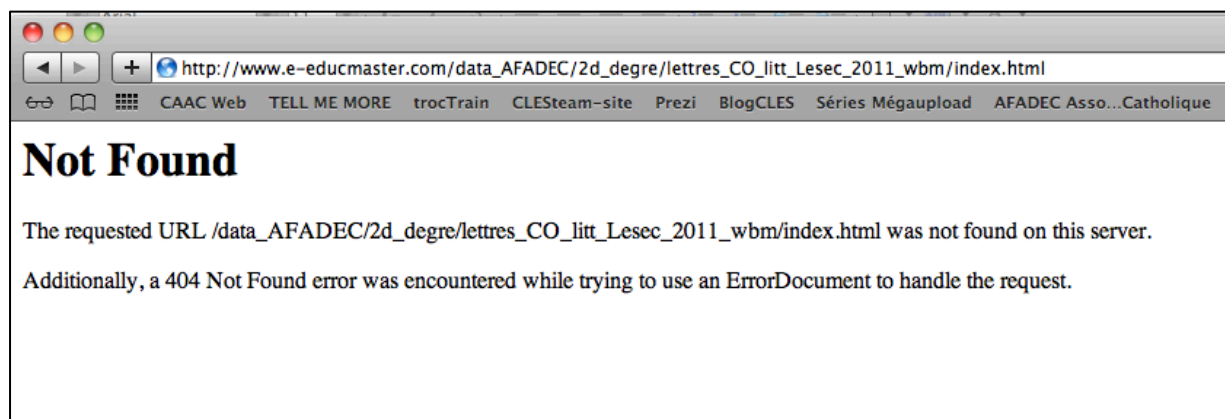 http://www.e-educmaster.com/data_AFADEC/2d_degre/lettres_CO_litt_Lesec_2011_wbm/index.html
CAAC Web TELL ME MORE trocTrain CLESteam-site Prezi BlogCLES Séries Mégaupload AFADEC Asso...Catholique
Not Found
The requested URL /data_AFADEC/2d_degre/lettres_CO_litt_Lesec_2011_wbm/index.html was not found on this server.
Additionally, a 404 Not Found error was encountered while trying to use an ErrorDocument to handle the request.